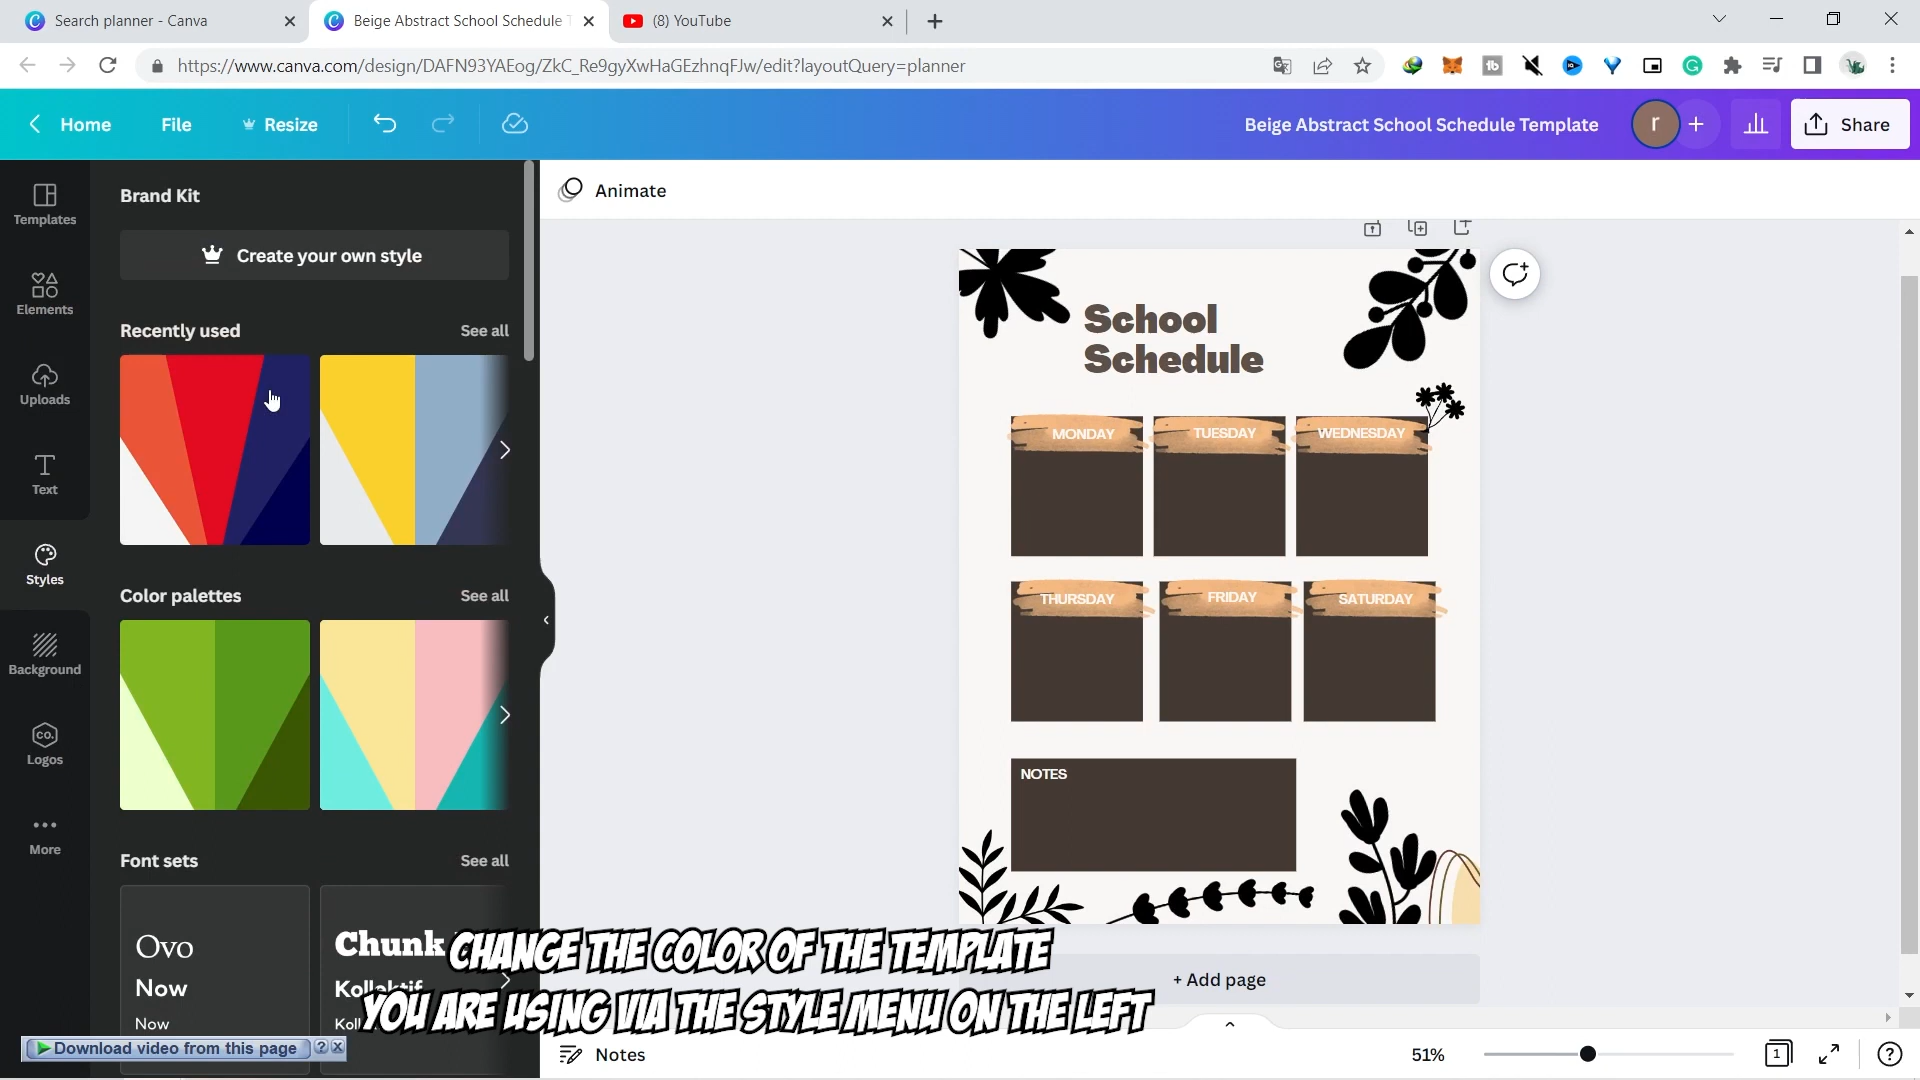 Search planner - Canva
Beige Abstract School Schedule T
(8) YouTube
https://www.canva.com/design/DAFN93YAEog/ZkC_Re9gyXwHaGEzhnqFJw/edit?layoutQuery=planner
Home
File
Resize
Beige Abstract School Schedule Template
r
Share
Templates
Elements
Uploads
Text
Styles
Background
CO.
Logos
More
Brand Kit
Create your own style
Recently used
See all
Color palettes
See all
Font sets
See all
Ovo
Now
Now
Chunk
Kollektif
Koll
Animate
School
Schedule
MONDAY
TUESDAY
WEDNESDAY
THURSDAY
FRIDAY
SATURDAY
NOTES
+ Add page
CHANGE THE COLOR OF THE TEMPLATE
YOU ARE USING VIA THE STYLE MENU ON THE LEFT
Download video from this page
?
Notes
51%
1
?